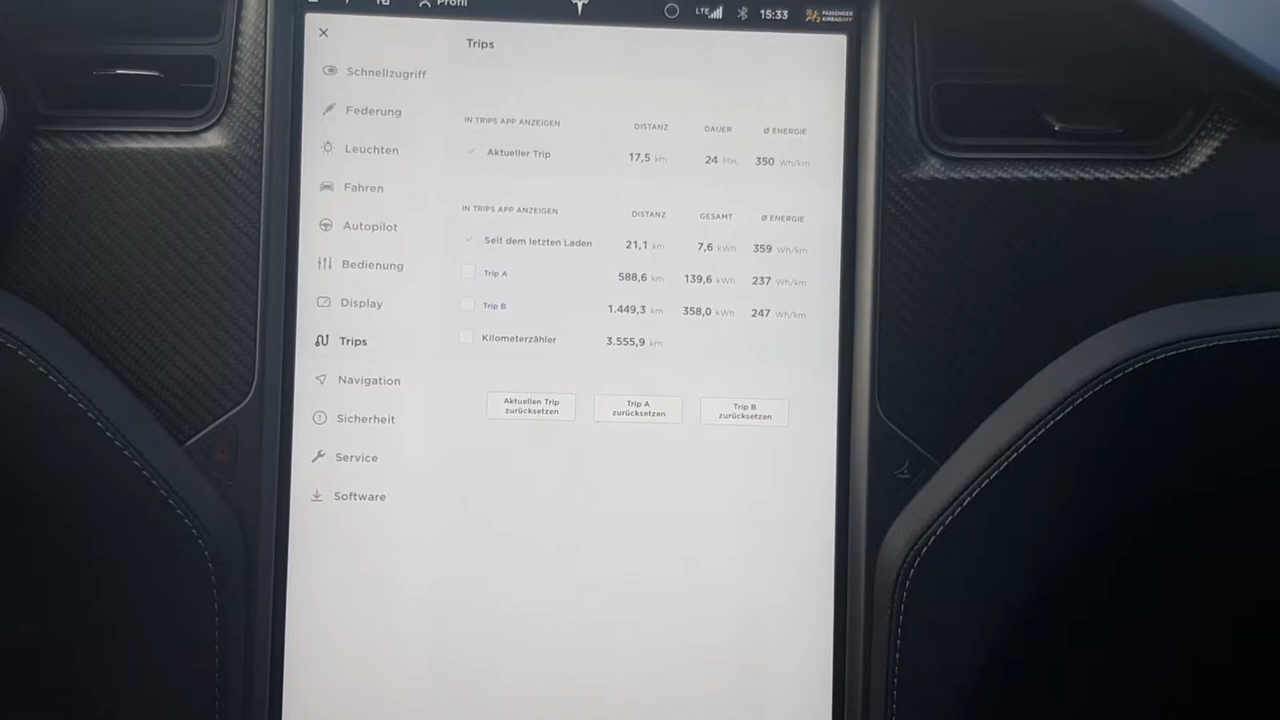 Profil
LTE 15:33 PASSENGER
AIRBAG OFF
Trips
Schnellzugriff
Federung
Leuchten
Fahren
Autopilot
Bedienung
Display
Trips
Navigation
Sicherheit
Service
Software
IN TRIPS APP ANZEIGEN DISTANZ DAUER Ø ENERGIE
Aktueller Trip 17,5 km 24 Min. 350 Wh/km
IN TRIPS APP ANZEIGEN DISTANZ GESAMT Ø ENERGIE
Seit dem letzten Laden 21,1 km 7,6 kWh 359 Wh/km
Trip A 588,6 km 139,6 kWh 237 Wh/km
Trip B 1.449,3 km 358,0 kWh 247 Wh/km
Kilometerzähler 3.555,9 km
Aktuellen Trip
zurücksetzen
Trip A
zurücksetzen
Trip B
zurücksetzen